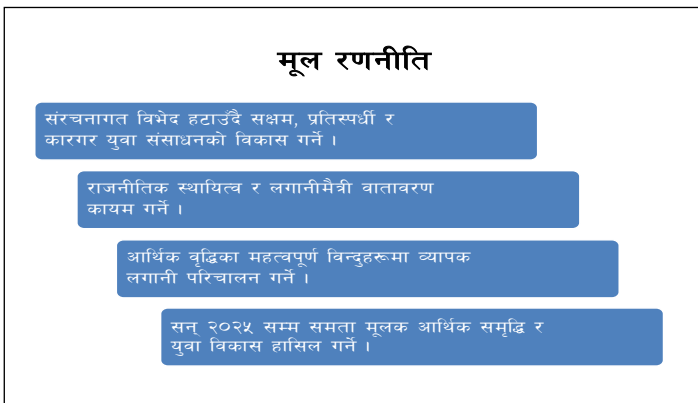 मूल रणनीति
संरचनागत विभेद हटाउँदै सक्षम, प्रतिस्पर्धी र
कारगर युवा संसाधनको विकास गर्ने ।
राजनीतिक स्थायित्व र लगानीमैत्री वातावरण
कायम गर्ने ।
आर्थिक वृद्धिका महत्वपूर्ण विन्दुहरूमा व्यापक
लगानी परिचालन गर्ने ।
सन् २०२५ सम्म समता मूलक आर्थिक समृद्धि र
युवा विकास हासिल गर्ने ।